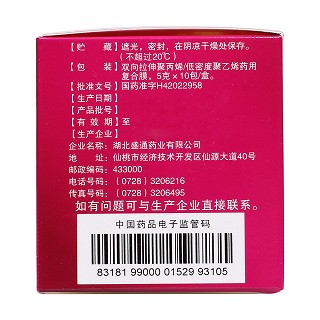 【贮　　藏】遮光，密封，在阴凉干燥处保存。
（不超过20℃）
【包　　装】双向拉伸聚丙烯/低密度聚乙烯药用
复合膜，5克×10包/盒。
【批准文号】国药准字H42022958
【生产日期】
【产品批号】
【有 效 期】至
【生产企业】
企业名称：湖北盛通药业有限公司
地　　址：仙桃市经济技术开发区仙源大道40号
邮政编码：433000
电话号码：（0728）3206216
传真号码：（0728）3206495
如有问题可与生产企业直接联系。
中国药品电子监管码
83181 99000 01529 93105